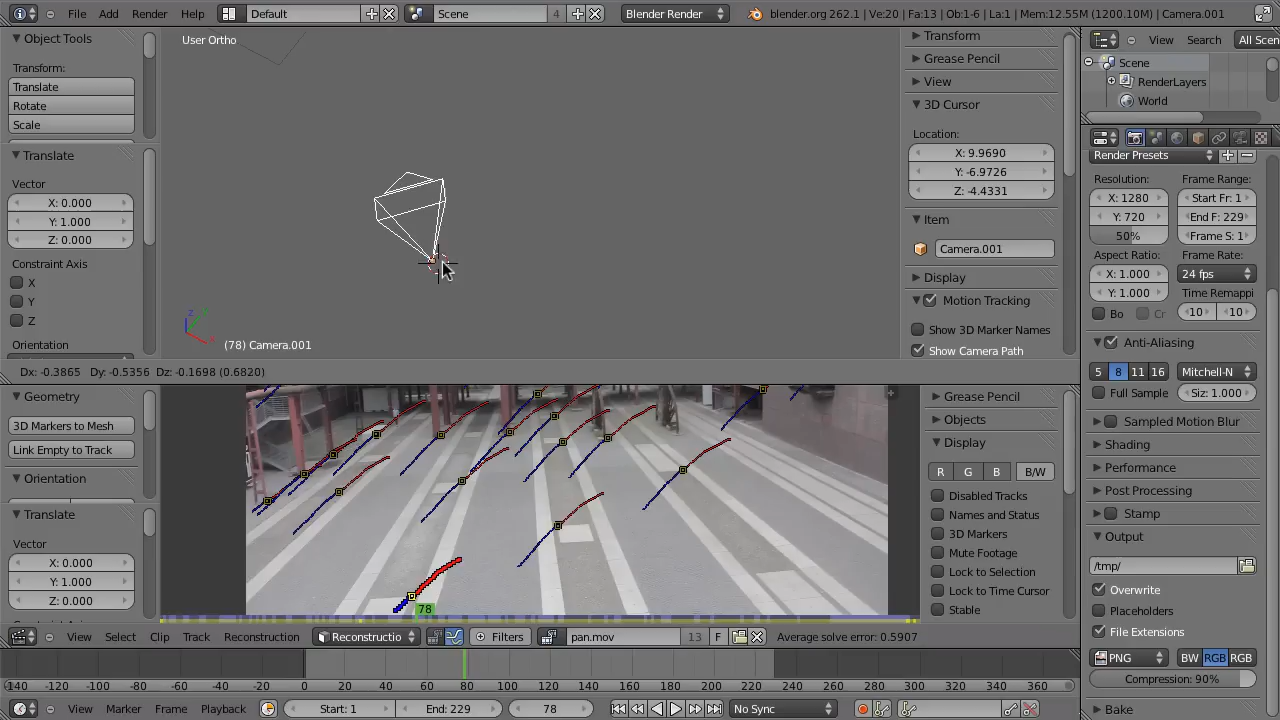 File Add Render Help Default Scene 4 Blender Render blender.org 262.1 | Ve:20 | Fa:13 | Ob:1-6 | La:1 | Mem:12.55M (1200.10M) | Camera.001
Object Tools
Transform:
Translate
Rotate
Scale
Translate
Vector
X: 0.000
Y: 1.000
Z: 0.000
Constraint Axis
X
Y
Z
Orientation
User Ortho
Z Y X
(78) Camera.001
Transform
Grease Pencil
View
3D Cursor
Location:
X: 9.9690
Y: -6.9726
Z: -4.4331
Item
Camera.001
Display
Motion Tracking
Show 3D Marker Names
Show Camera Path
View Search All Scen
Scene
RenderLayers
World
Render Presets
Resolution: Frame Range:
X: 1280 Start Fr: 1
Y: 720 End F: 229
50% Frame S: 1
Aspect Ratio: Frame Rate:
X: 1.000 24 fps
Y: 1.000 Time Remappi
Bo Cr 10 10
Anti-Aliasing
5 8 11 16 Mitchell-N
Full Sample Siz: 1.000
Sampled Motion Blur
Shading
Performance
Post Processing
Stamp
Output
/tmp/
Overwrite
Placeholders
File Extensions
PNG BW RGB RGB
Compression: 90%
Bake
Dx: -0.3865 Dy: -0.5356 Dz: -0.1698 (0.6820)
Geometry
3D Markers to Mesh
Link Empty to Track
Orientation
Translate
Vector
X: 0.000
Y: 1.000
Z: 0.000
78
Grease Pencil
Objects
Display
R G B B/W
Disabled Tracks
Names and Status
3D Markers
Mute Footage
Lock to Selection
Lock to Time Cursor
Stable
View Select Clip Track Reconstruction Reconstructio Filters pan.mov 13 F Average solve error: 0.5907
-140 -120 -100 -80 -60 -40 -20 0 20 40 60 80 100 120 140 160 180 200 220 240 260 280 300 320 340 360
View Marker Frame Playback Start: 1 End: 229 78 No Sync